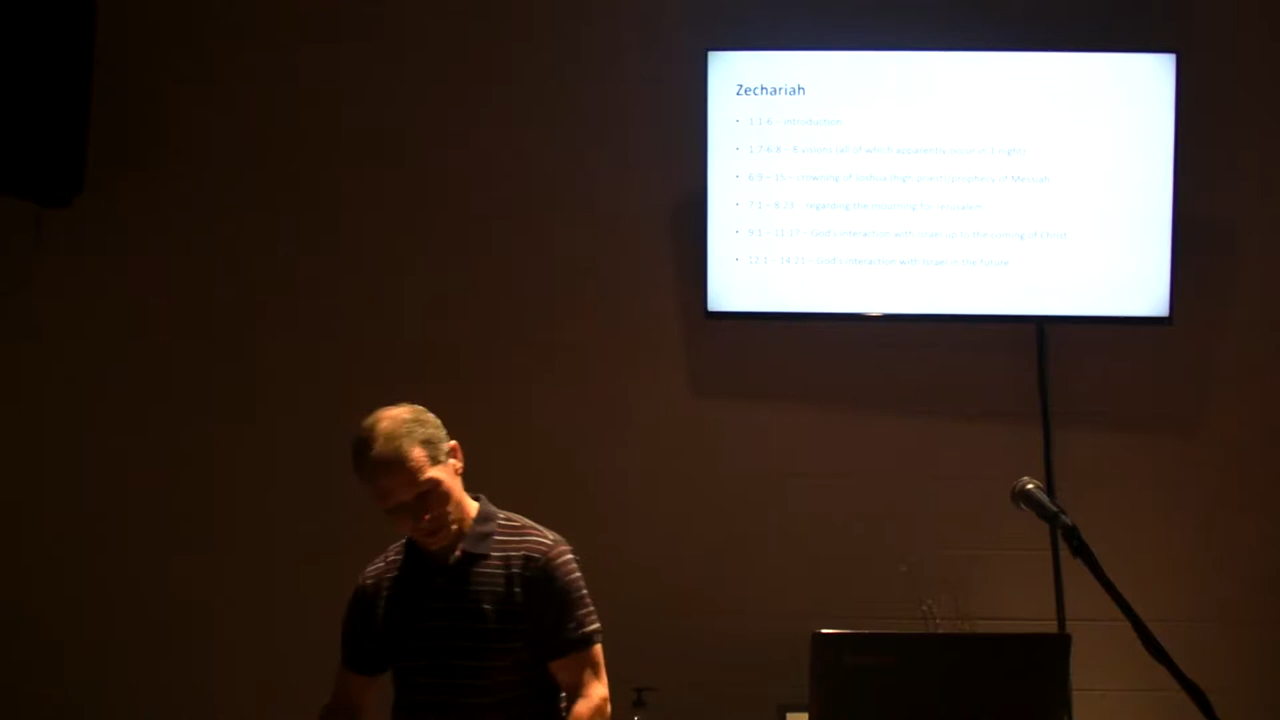 Zechariah
• 1:1-6 – introduction
• 1:7-6:8 – 8 visions (all of which apparently occur in 1 night)
• 6:9 – 15 – crowning of Joshua (high priest) prophecy of Messiah
• 7:1 – 8:23 – regarding the mourning for Jerusalem
• 9:1 – 11:17 – God's interaction with Israel up to the coming of Christ
• 12:1 – 14:21 – God's interaction with Israel in the future